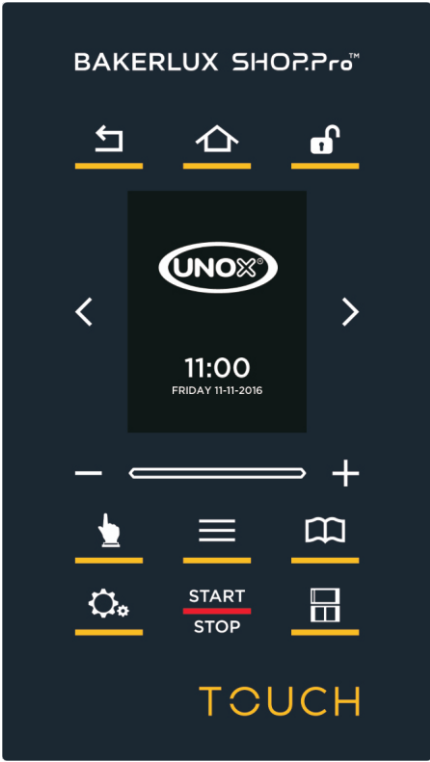 BAKERLUX SHOP.Pro™
UNOX®
11:00
FRIDAY 11-11-2016
START
STOP
TOUCH